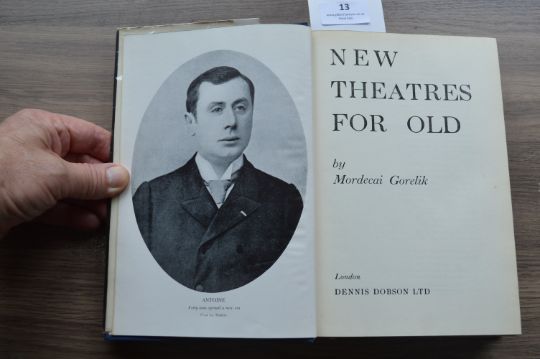 13
ANTOINE
NEW
THEATRES
FOR OLD
by
Mordecai Gorelik
London
DENNIS DOBSON LTD